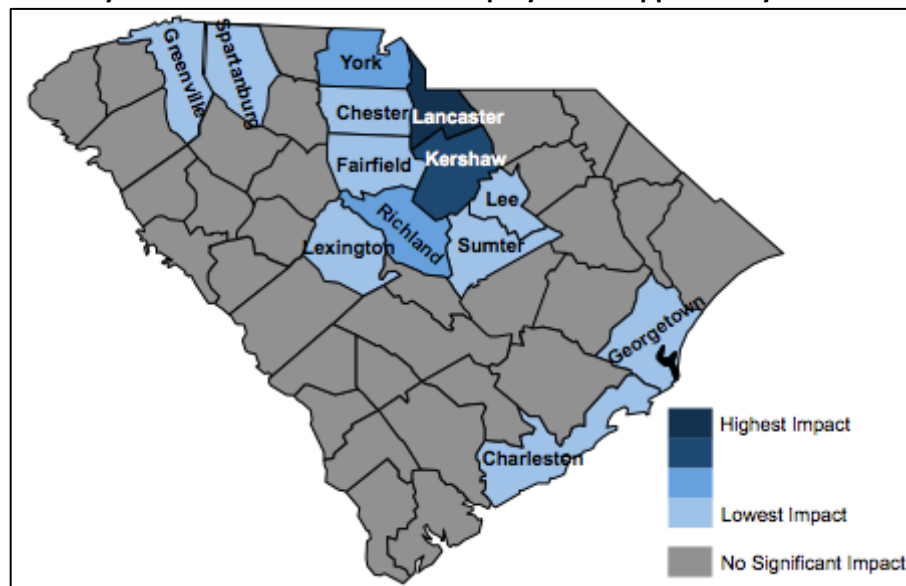 Greenville
Spartanburg
York
Chester
Lancaster
Fairfield
Kershaw
Lee
Richland
Lexington
Sumter
Georgetown
Charleston
Highest Impact
Lowest Impact
No Significant Impact